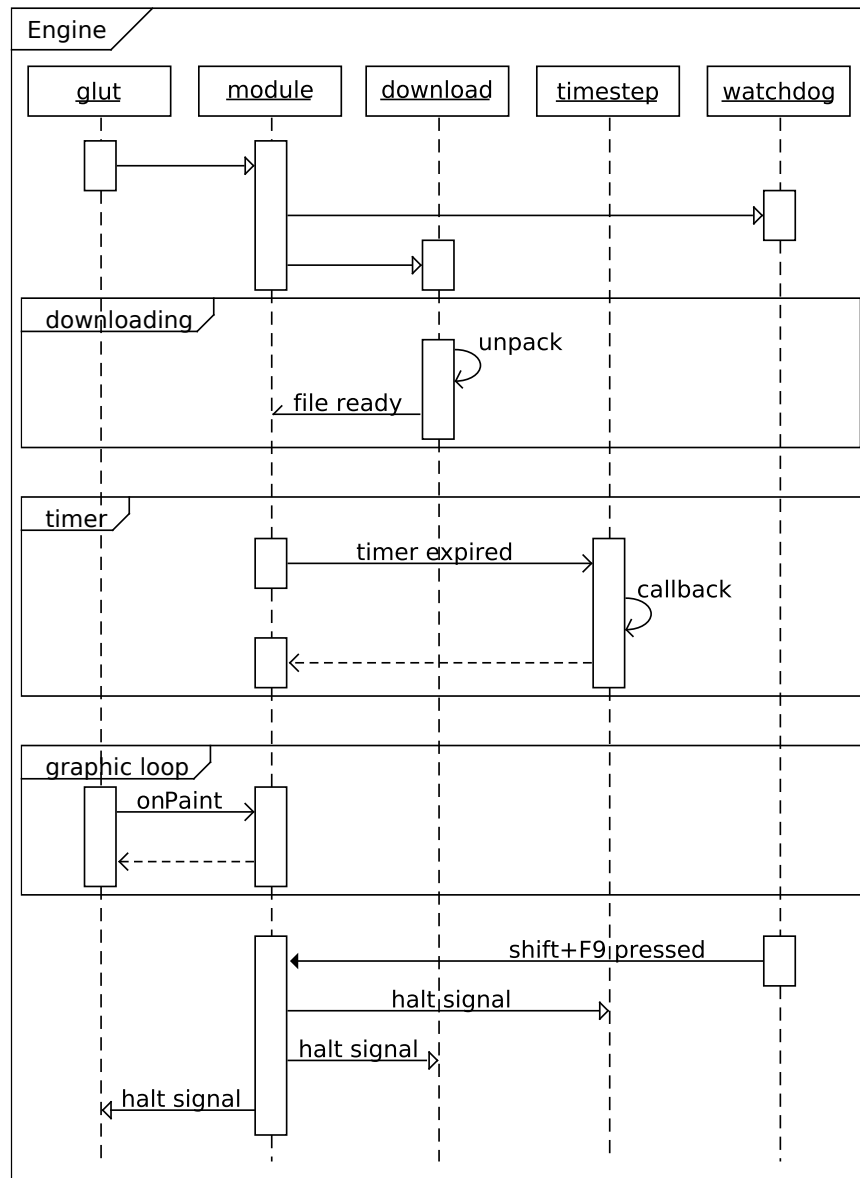 Engine
glut
module
download
timestep
watchdog
downloading
unpack
file ready
timer
timer expired
callback
graphic loop
onPaint
shift+F9 pressed
halt signal
halt signal
halt signal